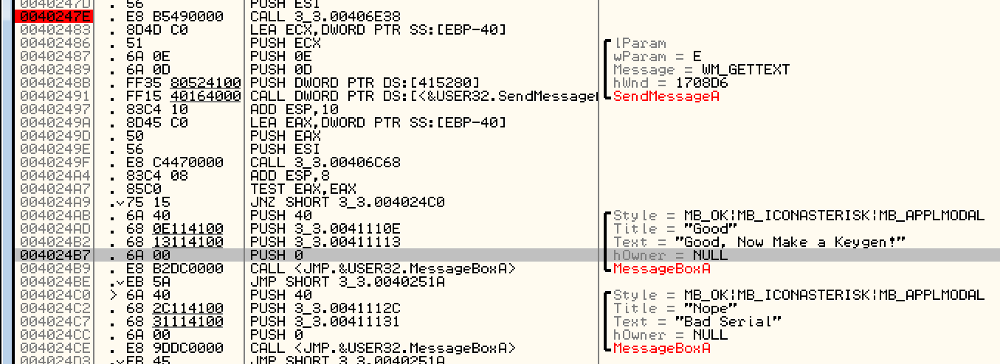 0040247D . 56 PUSH ESI
0040247E . E8 B5490000 CALL 3_3.00406E38
00402483 . 8D4D C0 LEA ECX,DWORD PTR SS:[EBP-40]
00402486 . 51 PUSH ECX lParam
00402487 . 6A 0E PUSH 0E wParam = E
00402489 . 6A 0D PUSH 0D Message = WM_GETTEXT
0040248B . FF35 80524100 PUSH DWORD PTR DS:[415280] hWnd = 1708D6
00402491 . FF15 40164000 CALL DWORD PTR DS:[<&USER32.SendMessage SendMessageA
00402497 . 83C4 10 ADD ESP,10
0040249A . 8D45 C0 LEA EAX,DWORD PTR SS:[EBP-40]
0040249D . 50 PUSH EAX
0040249E . 56 PUSH ESI
0040249F . E8 C4470000 CALL 3_3.00406C68
004024A4 . 83C4 08 ADD ESP,8
004024A7 . 85C0 TEST EAX,EAX
004024A9 .v75 15 JNZ SHORT 3_3.004024C0
004024AB . 6A 40 PUSH 40 Style = MB_OK|MB_ICONASTERISK|MB_APPLMODAL
004024AD . 68 0E114100 PUSH 3_3.0041110E Title = "Good"
004024B2 . 68 13114100 PUSH 3_3.00411113 Text = "Good, Now Make a Keygen!"
004024B7 . 6A 00 PUSH 0 hOwner = NULL
004024B9 . E8 B2DC0000 CALL <JMP.&USER32.MessageBoxA> MessageBoxA
004024BE .vEB 5A JMP SHORT 3_3.0040251A
004024C0 > 6A 40 PUSH 40 Style = MB_OK|MB_ICONASTERISK|MB_APPLMODAL
004024C2 . 68 2C114100 PUSH 3_3.0041112C Title = "Nope"
004024C7 . 68 31114100 PUSH 3_3.00411131 Text = "Bad Serial"
004024CC . 6A 00 PUSH 0 hOwner = NULL
004024CE . E8 9DDC0000 CALL <JMP.&USER32.MessageBoxA> MessageBoxA
004024D3 .vEB 45 JMP SHORT 3_3.0040251A